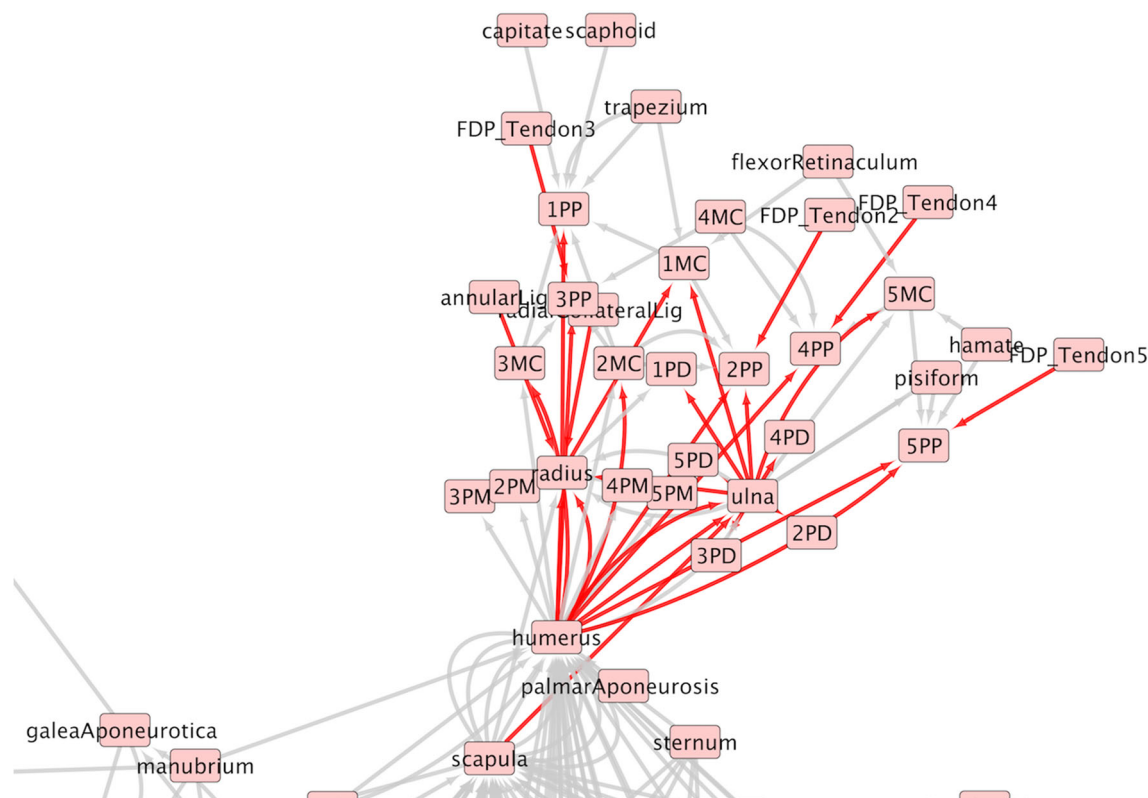 capitate
scaphoid
trapezium
FDP_Tendon3
flexorRetinaculum
1PP
4MC
FDP_Tendon2
FDP_Tendon4
1MC
annularLig
3PP
radialCollateralLig
5MC
3MC
2MC
1PD
2PP
4PP
hamate
FDP_Tendon5
pisiform
4PD
5PP
5PD
radius
3PM
2PM
4PM
5PM
ulna
2PD
3PD
humerus
palmarAponeurosis
galeaAponeurotica
manubrium
scapula
sternum